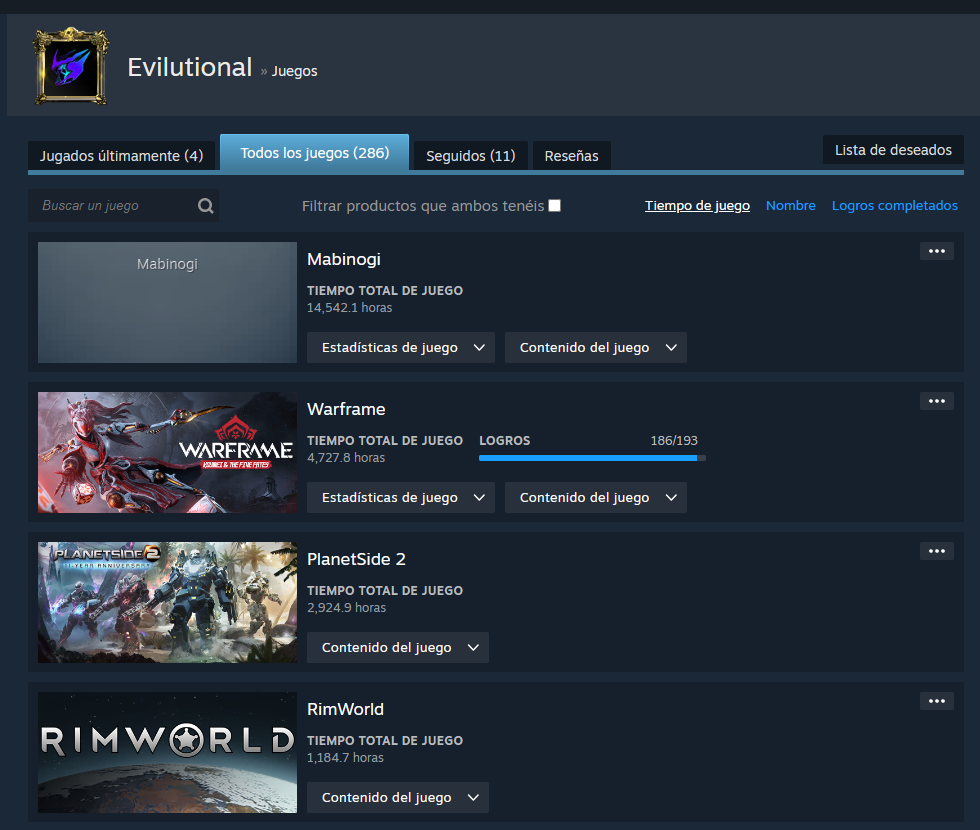 Evilutional » Juegos
Jugados últimamente (4)
Todos los juegos (286)
Seguidos (11)
Reseñas
Lista de deseados
Buscar un juego
Filtrar productos que ambos tenéis
Tiempo de juego
Nombre
Logros completados
Mabinogi
Mabinogi
TIEMPO TOTAL DE JUEGO
14,542.1 horas
Estadísticas de juego
Contenido del juego
WARFRAME
KOUMEI & THE FIVE FATES
Warframe
TIEMPO TOTAL DE JUEGO
4,727.8 horas
LOGROS
186/193
Estadísticas de juego
Contenido del juego
PLANETSIDE 2
11 YEAR ANNIVERSARY
PlanetSide 2
TIEMPO TOTAL DE JUEGO
2,924.9 horas
Contenido del juego
RIMWORLD
RimWorld
TIEMPO TOTAL DE JUEGO
1,184.7 horas
Contenido del juego